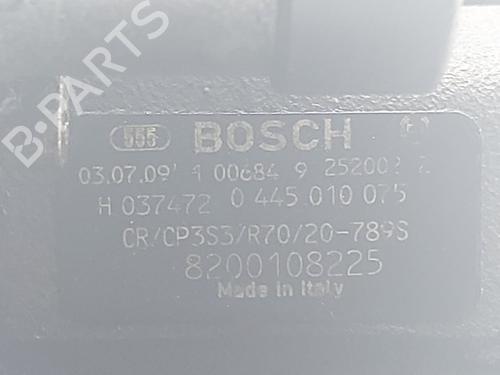 B-PARTS
555 BOSCH
03.07.09 1 00684 9
H 037472 0 445 010 075
CR/CP3S3/R70/20-789S
8200108225
Made in Italy